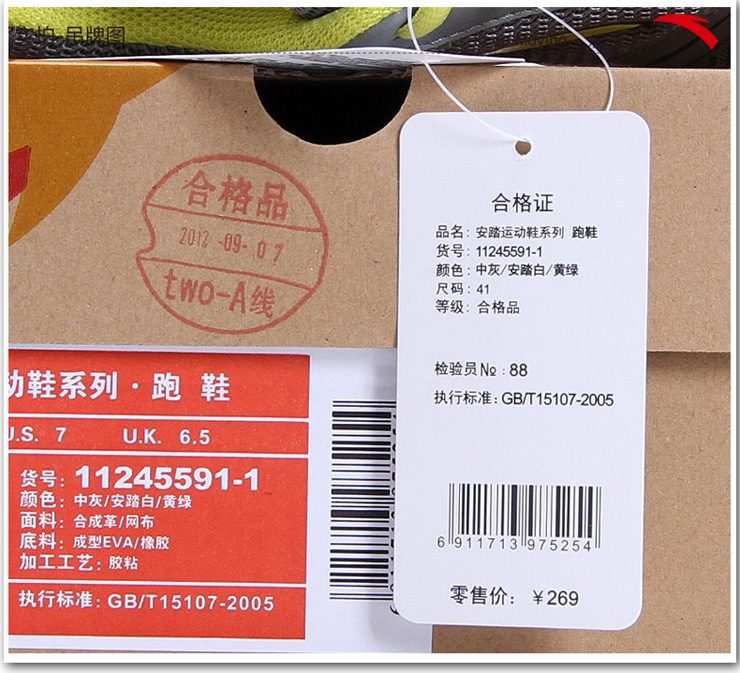 吊牌图
合格品
2012-09-07
two-A线
合格证
品名: 安踏运动鞋系列 跑鞋
货号: 11245591-1
颜色: 中灰/安踏白/黄绿
尺码: 41
等级: 合格品
检验员№: 88
执行标准: GB/T15107-2005
6 911713 975254
零售价: ¥269
动鞋系列·跑 鞋
U.S. 7 U.K. 6.5
货号: 11245591-1
颜色: 中灰/安踏白/黄绿
面料: 合成革/网布
底料: 成型EVA/橡胶
加工工艺: 胶粘
执行标准: GB/T15107-2005